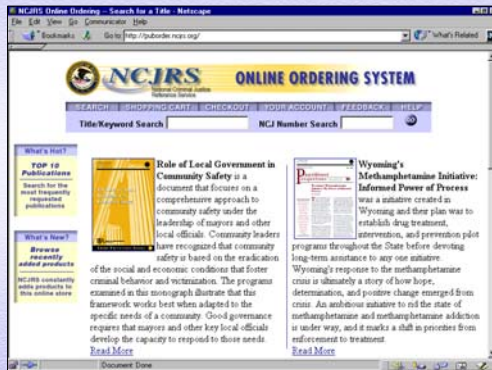 NCJRS Online Ordering -- Search for a Title - Netscape
File Edit View Go Communicator Help
Bookmarks Go to http://puborder.ncjrs.org/ What's Related
NCJRS
National Criminal Justice
Reference Service
ONLINE ORDERING SYSTEM
SEARCH SHOPPING CART CHECKOUT YOUR ACCOUNT FEEDBACK HELP
Title/Keyword Search NCJ Number Search GO
What's Hot?
TOP 10
Publications
Search for the
most frequently
requested
publications
What's New?
Browse
recently
added products
NCJRS constantly
adds products to
this online store
Role of Local Government in
Community Safety is a
document that focuses on a
comprehensive approach to
community safety under the
leadership of mayors and other
local officials. Community leaders
have recognized that community
safety is based on the eradication
of the social and economic conditions that foster
criminal behavior and victimization. The programs
examined in this monograph illustrate that this
framework works best when adapted to the
specific needs of a community. Good governance
requires that mayors and other key local officials
develop the capacity to respond to those needs.
Read More
Wyoming's
Methamphetamine Initiative:
Informed Power of Process
was a initiative created in
Wyoming and their plan was to
establish drug treatment,
intervention, and prevention pilot
programs throughout the State before devoting
long-term assistance to any one initiative.
Wyoming's response to the methamphetamine
crisis is ultimately a story of how hope,
determination, and positive change emerged from
crisis. An ambitious initiative to rid the state of
methamphetamine and methamphetamine addiction
is under way, and it marks a shift in priorities from
enforcement to treatment.
Read More
Document: Done